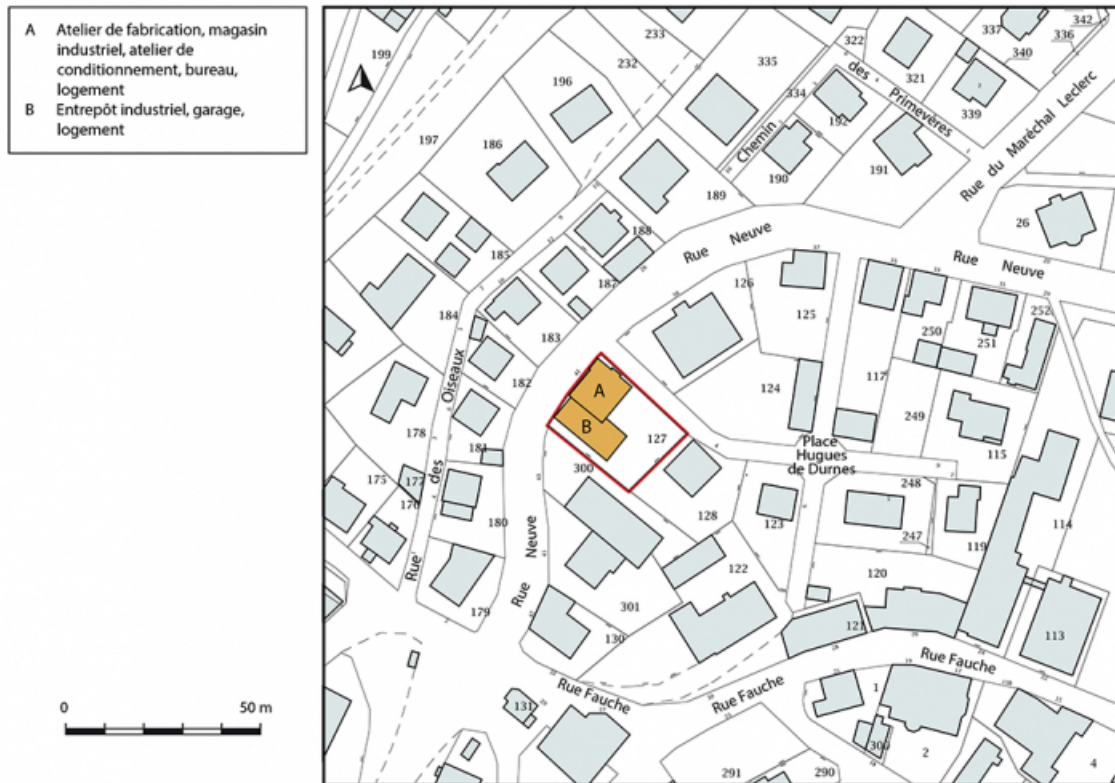 A Atelier de fabrication, magasin
industriel, atelier de
conditionnement, bureau,
logement
B Entrepôt industriel, garage,
logement
0 50 m
199
233
232
196
197
186
335
322
321
337
342
336
340
339
334
192
190
191
Chemin
des
Primevères
Rue du Maréchal Leclerc
189
188
187
185
184
183
182
Rue Neuve
26
Rue Neuve
126
125
124
117
250
251
252
249
115
A
B
127
300
Oiseaux
des
Rue
178
181
175
177
176
180
179
Place
Hugues
de Durnes
128
123
248
247
119
114
Rue Neuve
122
120
301
130
121
113
Rue Fauche
Rue Fauche
Rue Fauche
131
1
2
4
291
290